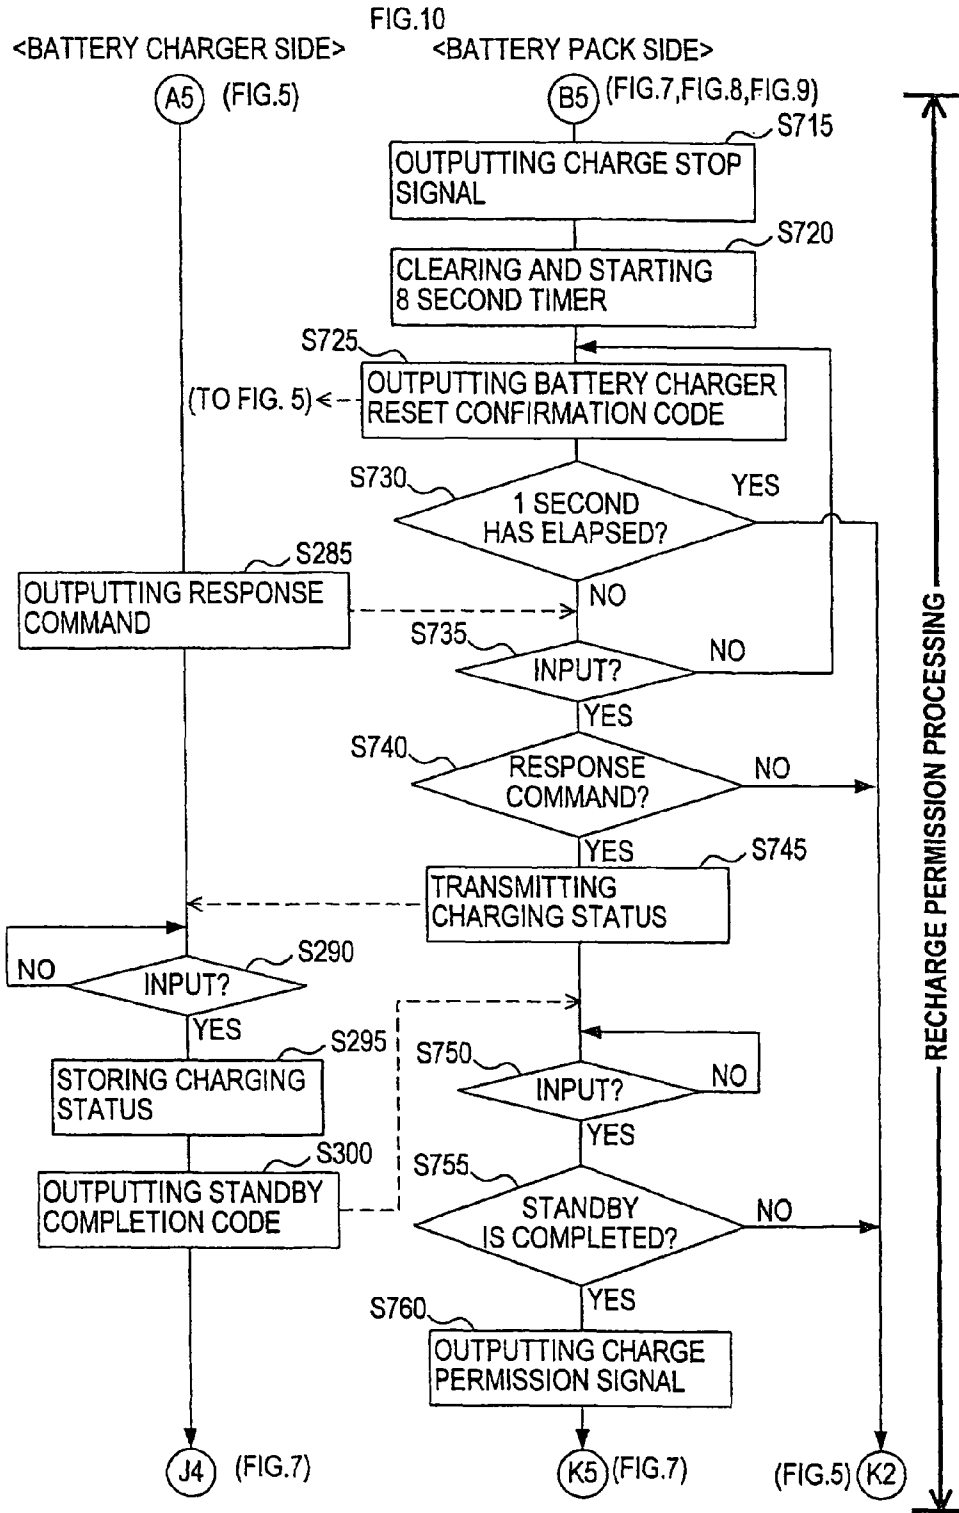 FIG.10
<BATTERY CHARGER SIDE>
<BATTERY PACK SIDE>
A5 (FIG.5)
B5 (FIG.7,FIG.8,FIG.9)
S715
OUTPUTTING CHARGE STOP
SIGNAL
S720
CLEARING AND STARTING
8 SECOND TIMER
S725
OUTPUTTING BATTERY CHARGER
RESET CONFIRMATION CODE
(TO FIG. 5)
S730
1 SECOND
HAS ELAPSED?
YES
NO
S285
OUTPUTTING RESPONSE
COMMAND
S735
INPUT?
NO
YES
S740
RESPONSE
COMMAND?
NO
YES
S745
TRANSMITTING
CHARGING STATUS
S290
INPUT?
NO
YES
S295
STORING CHARGING
STATUS
S300
OUTPUTTING STANDBY
COMPLETION CODE
S750
INPUT?
NO
YES
S755
STANDBY
IS COMPLETED?
NO
YES
S760
OUTPUTTING CHARGE
PERMISSION SIGNAL
J4 (FIG.7)
K5 (FIG.7)
(FIG.5) K2
RECHARGE PERMISSION PROCESSING